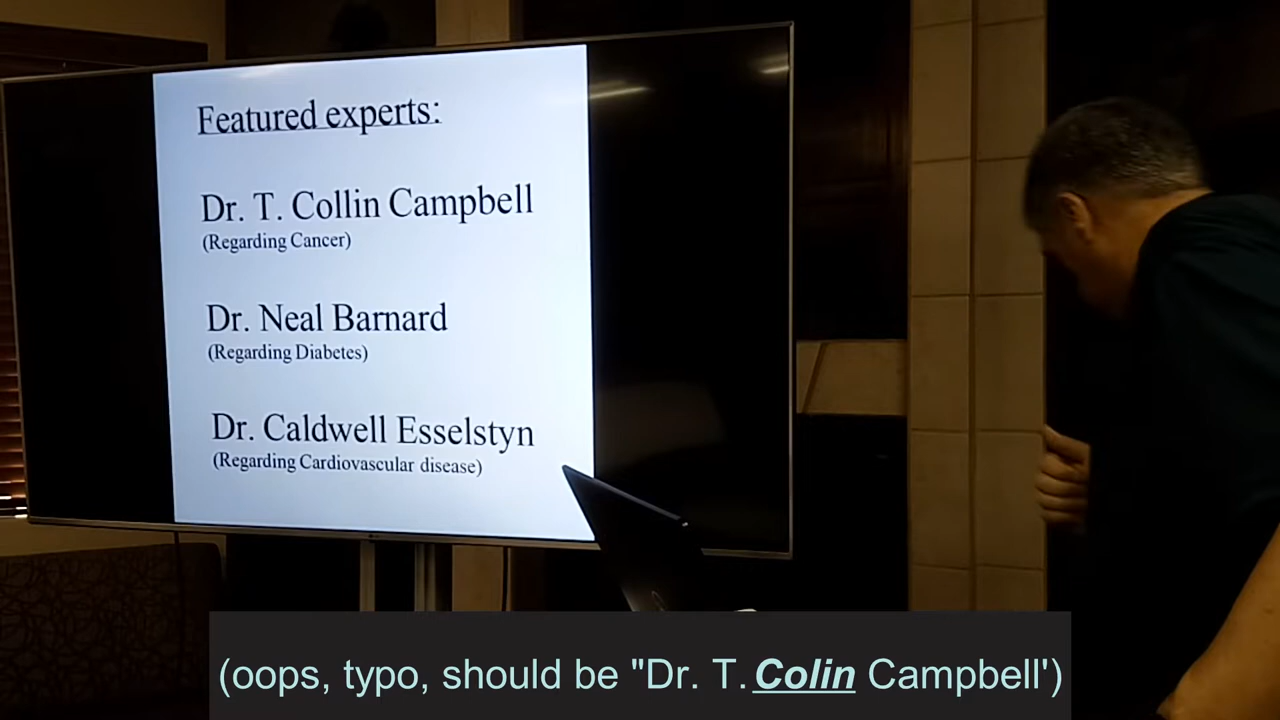 Featured experts:
Dr. T. Collin Campbell
(Regarding Cancer)
Dr. Neal Barnard
(Regarding Diabetes)
Dr. Caldwell Esselstyn
(Regarding Cardiovascular disease)
(oops, typo, should be "Dr. T. Colin Campbell')